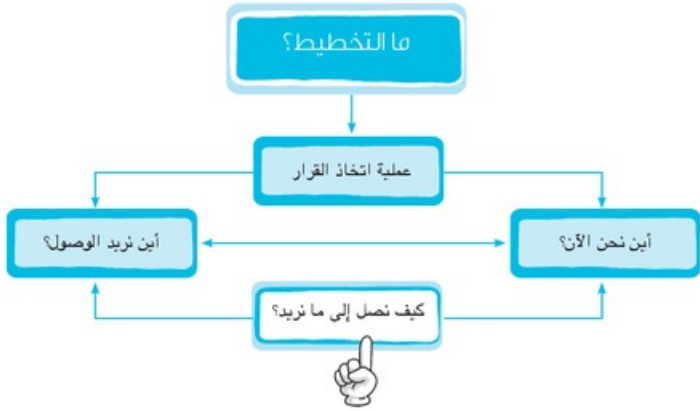 ما التخطيط؟
عملية اتخاذ القرار
أين نحن الآن؟
أين نريد الوصول؟
كيف نصل إلى ما نريد؟